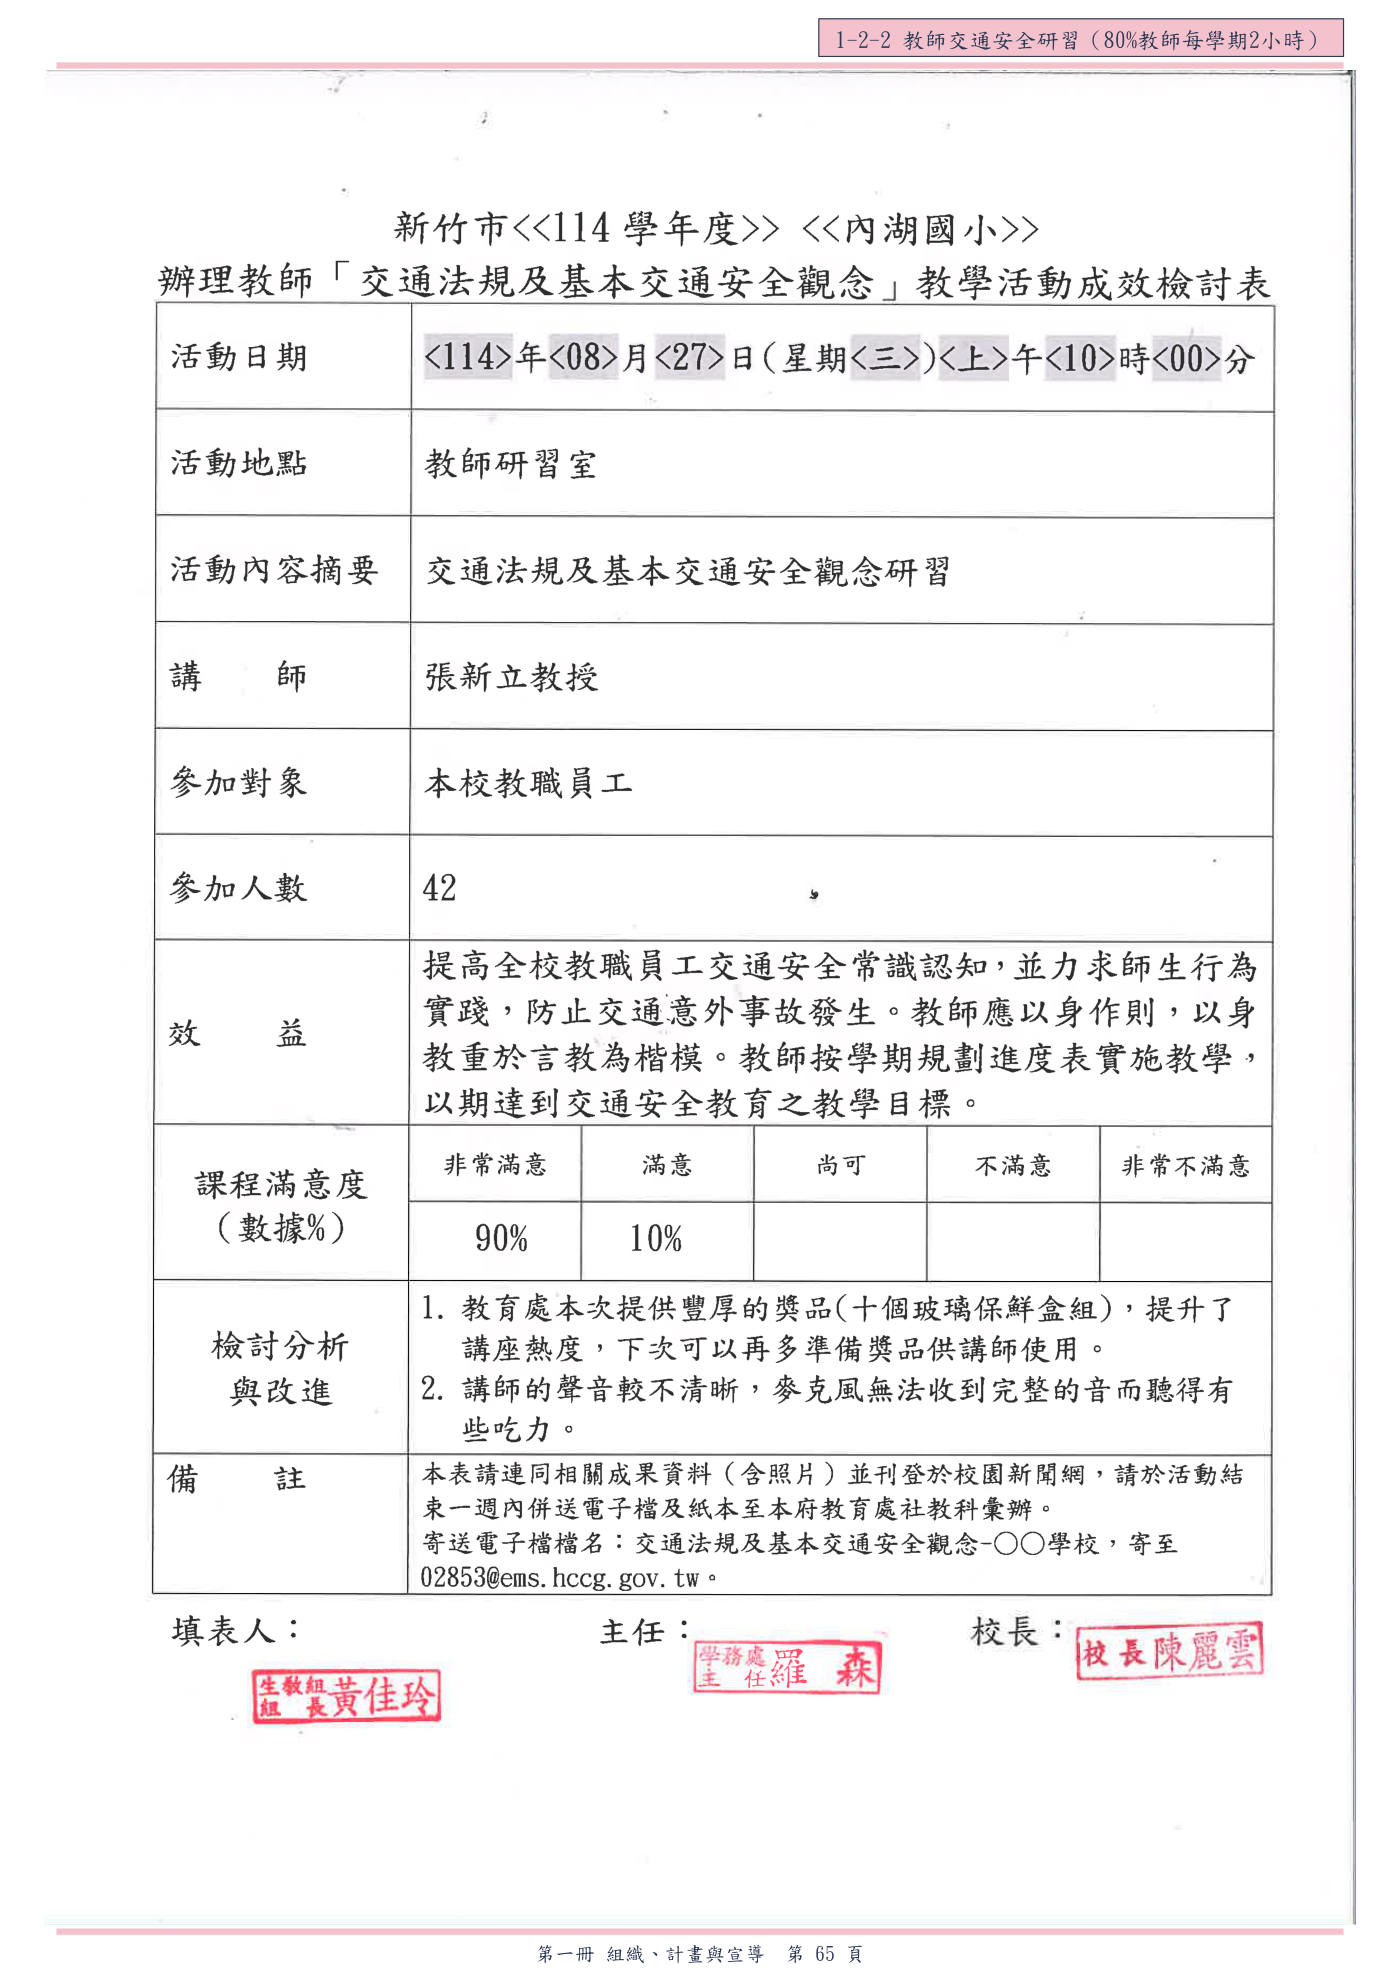 1-2-2 教師交通安全研習（80%教師每學期2小時）
新竹市<<114 學年度>> <<內湖國小>>
辦理教師「交通法規及基本交通安全觀念」教學活動成效檢討表
活動日期 <114>年<08>月<27>日(星期<三>)<上>午<10>時<00>分
活動地點 教師研習室
活動內容摘要 交通法規及基本交通安全觀念研習
講 師 張新立教授
參加對象 本校教職員工
參加人數 42
效 益
提高全校教職員工交通安全常識認知，並力求師生行為
實踐，防止交通意外事故發生。教師應以身作則，以身
教重於言教為楷模。教師按學期規劃進度表實施教學，
以期達到交通安全教育之教學目標。
課程滿意度
（數據%）
非常滿意 滿意 尚可 不滿意 非常不滿意
90% 10%
檢討分析
與改進
1. 教育處本次提供豐厚的獎品(十個玻璃保鮮盒組)，提升了
講座熱度，下次可以再多準備獎品供講師使用。
2. 講師的聲音較不清晰，麥克風無法收到完整的音而聽得有
些吃力。
備 註
本表請連同相關成果資料（含照片）並刊登於校園新聞網，請於活動結
束一週內併送電子檔及紙本至本府教育處社教科彙辦。
寄送電子檔檔名：交通法規及基本交通安全觀念-○○學校，寄至
02853@ems.hccg.gov.tw。
填表人： 主任： 校長：
生教組
組 長 黃佳玲
學務處
主 任 羅 森
校長陳麗雲
第一冊 組織、計畫與宣導 第 65 頁